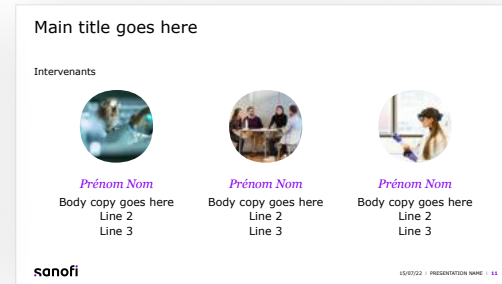 Main title goes here
Intervenants
Prénom Nom
Body copy goes here
Line 2
Line 3
Prénom Nom
Body copy goes here
Line 2
Line 3
Prénom Nom
Body copy goes here
Line 2
Line 3
sanofi
15/07/22 | PRESENTATION NAME | 11